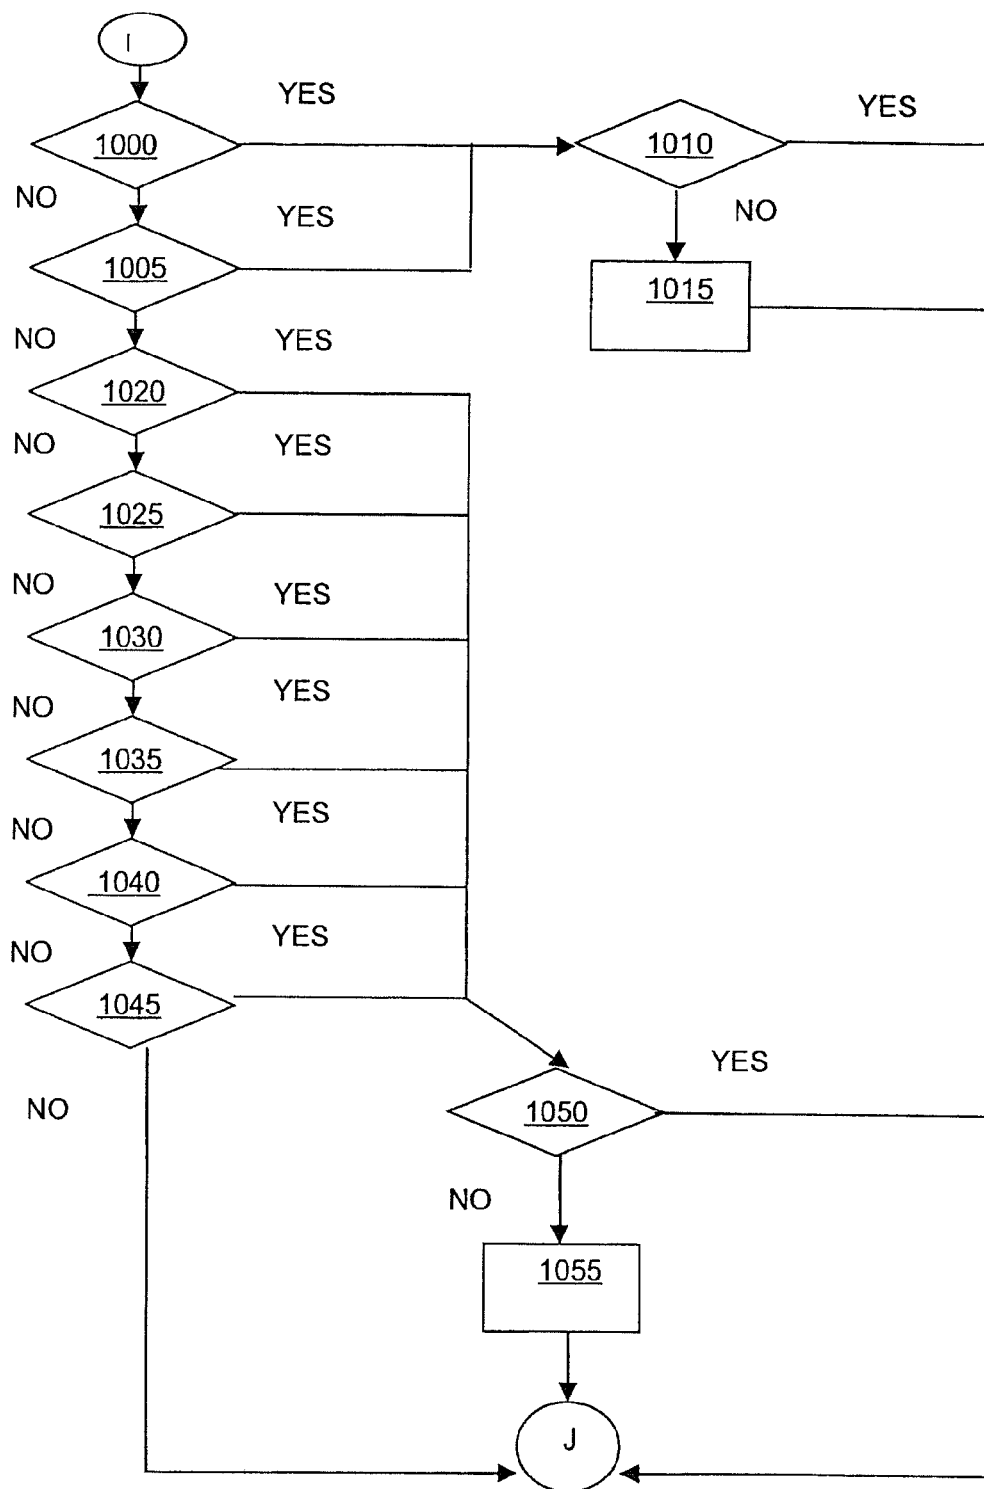 I
YES
YES
1000
1010
NO
YES
NO
1005
1015
NO
YES
1020
NO
YES
1025
NO
YES
1030
NO
YES
1035
NO
YES
1040
NO
YES
1045
YES
NO
1050
NO
1055
J